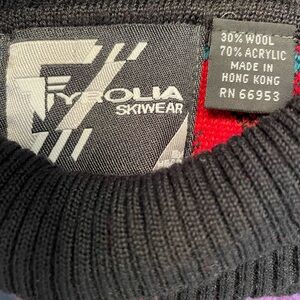 TYROLIA
SKIWEAR
30% WOOL
70% ACRYLIC
MADE IN
HONG KONG
RN 66953